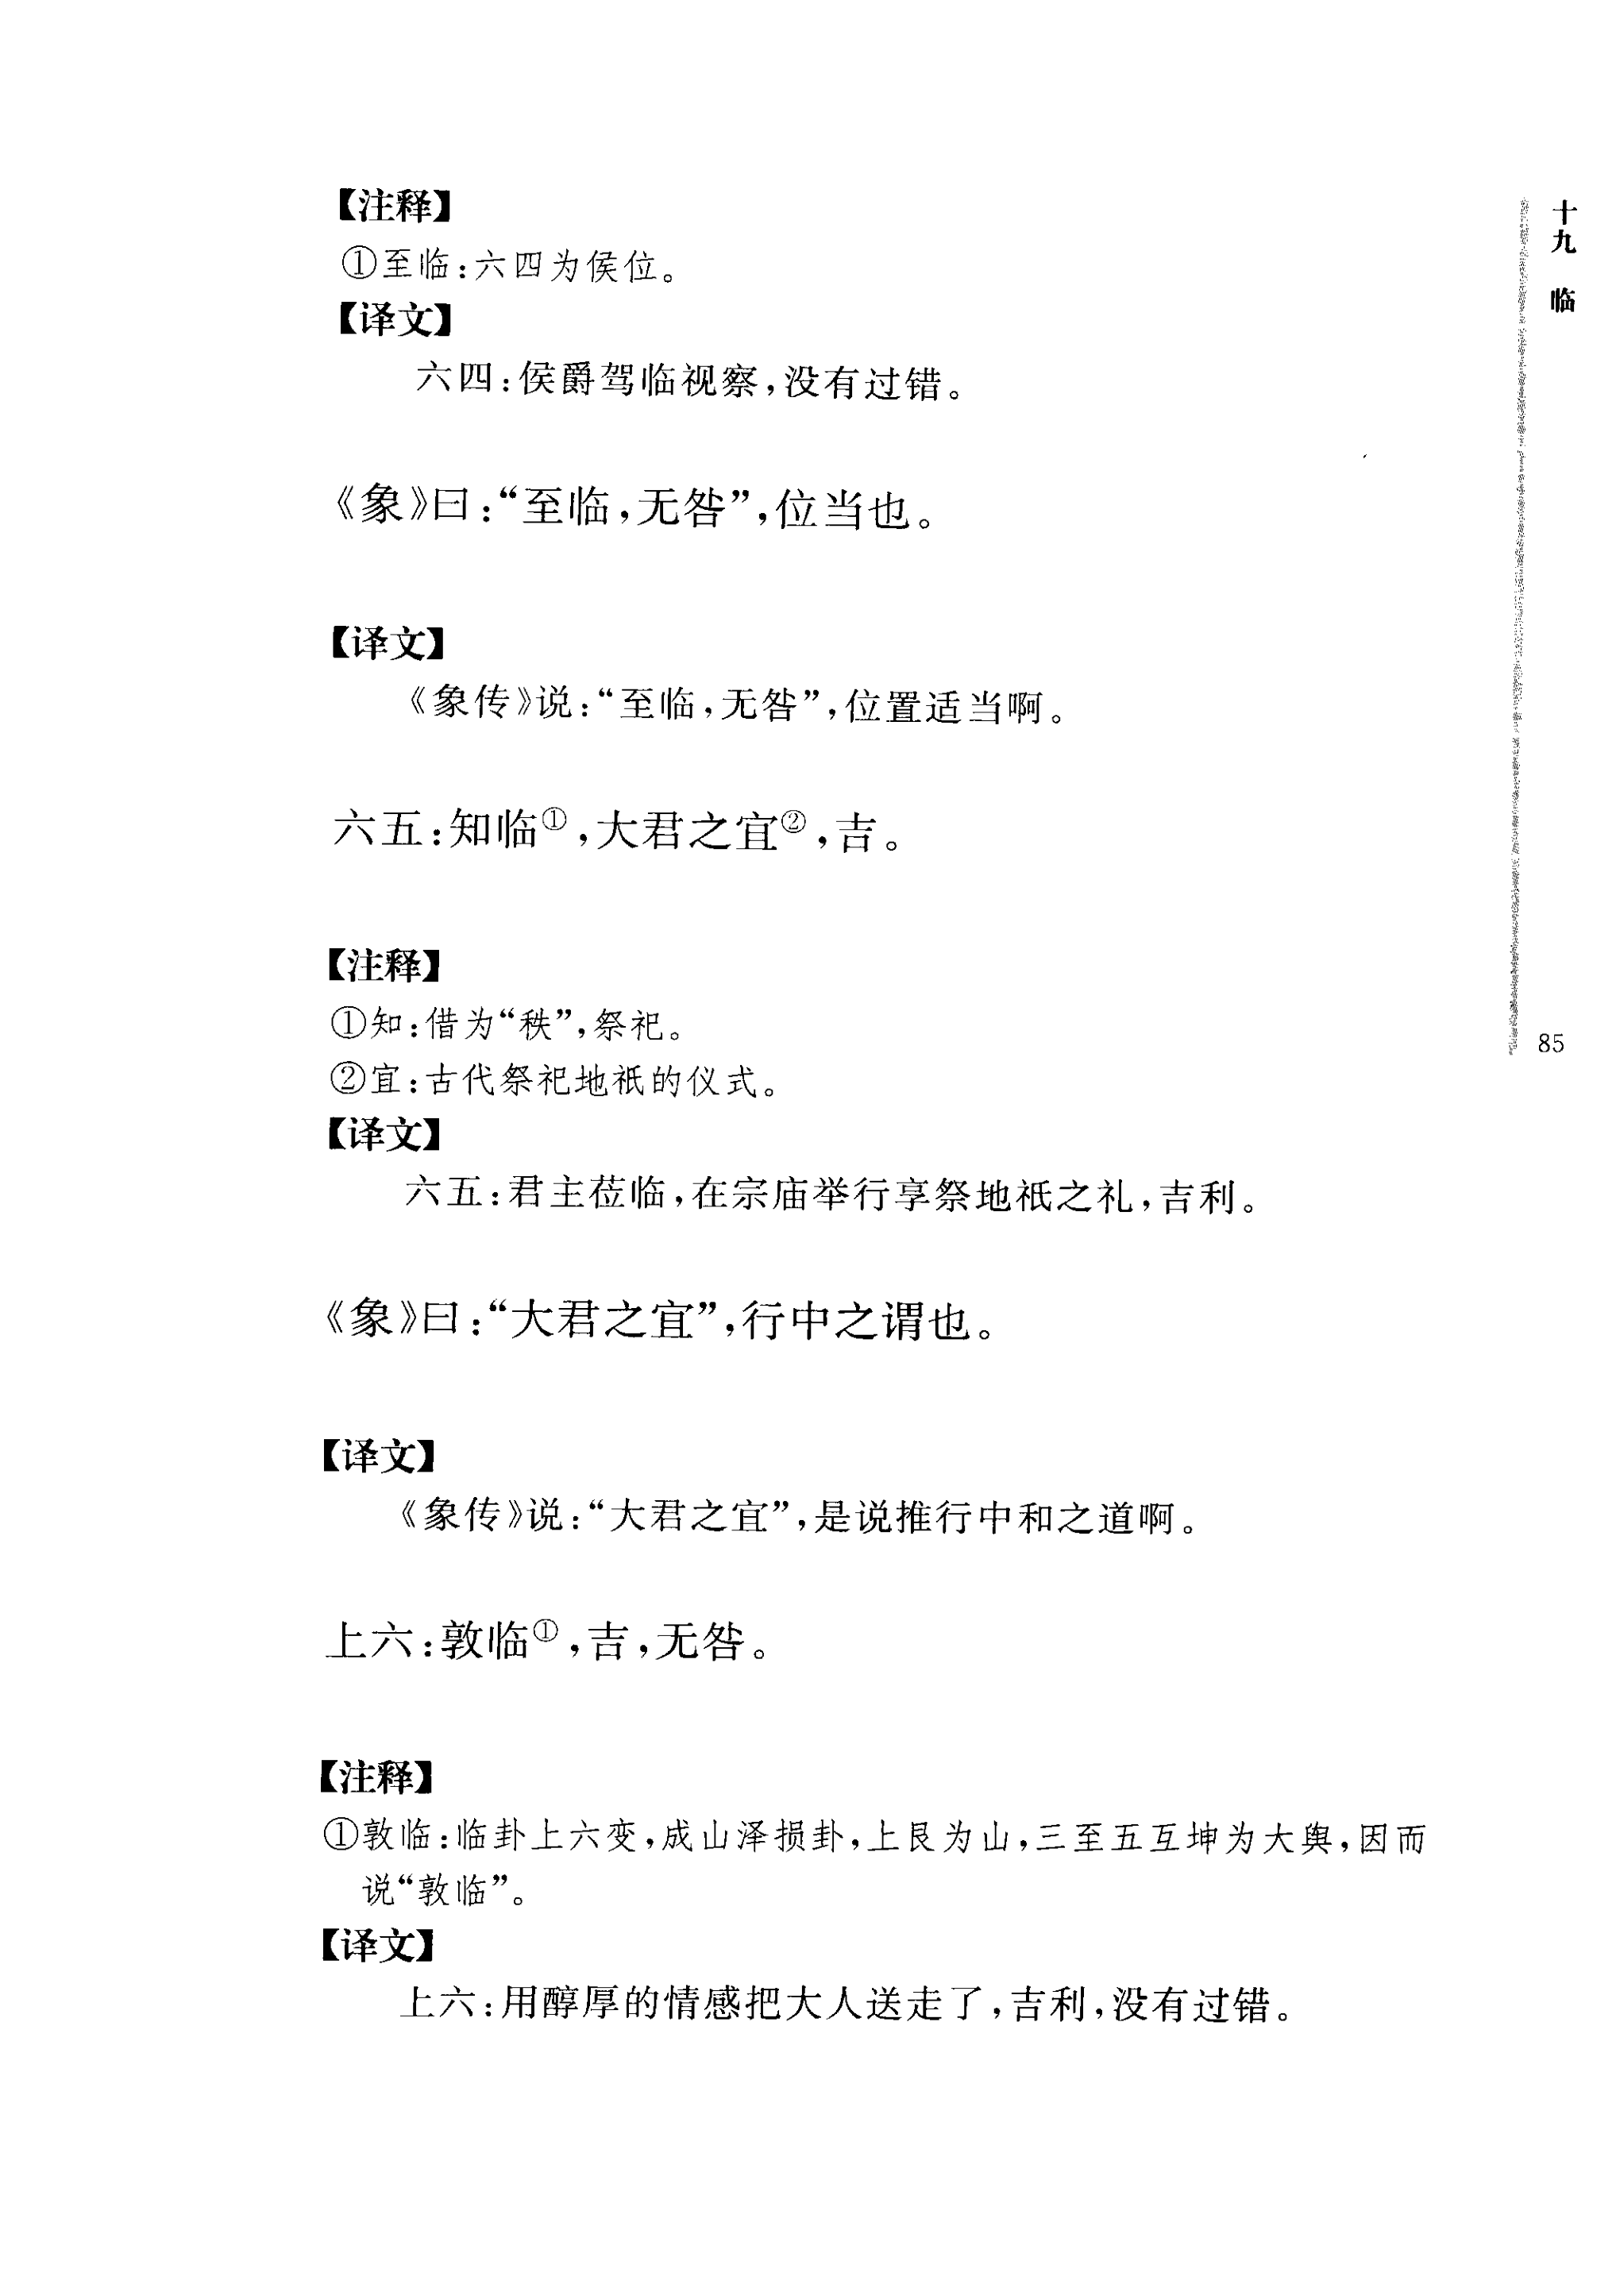 【注释】
①至临:六四为侯位。
【译文】
六四:侯爵驾临视察,没有过错。
《象》曰:“至临,无咎”,位当也。
【译文】
《象传》说:“至临,无咎”,位置适当啊。
六五:知临①,大君之宜②,吉。
【注释】
①知:借为“秩”,祭祀。
②宜:古代祭祀地祇的仪式。
【译文】
六五:君主莅临,在宗庙举行享祭地祇之礼,吉利。
《象》曰:“大君之宜”,行中之谓也。
【译文】
《象传》说:“大君之宜”,是说推行中和之道啊。
上六:敦临①,吉,无咎。
【注释】
①敦临:临卦上六变,成山泽损卦,上艮为山,三至五互坤为大舆,因而
说“敦临”。
【译文】
上六:用醇厚的情感把大人送走了,吉利,没有过错。
十九 临
85